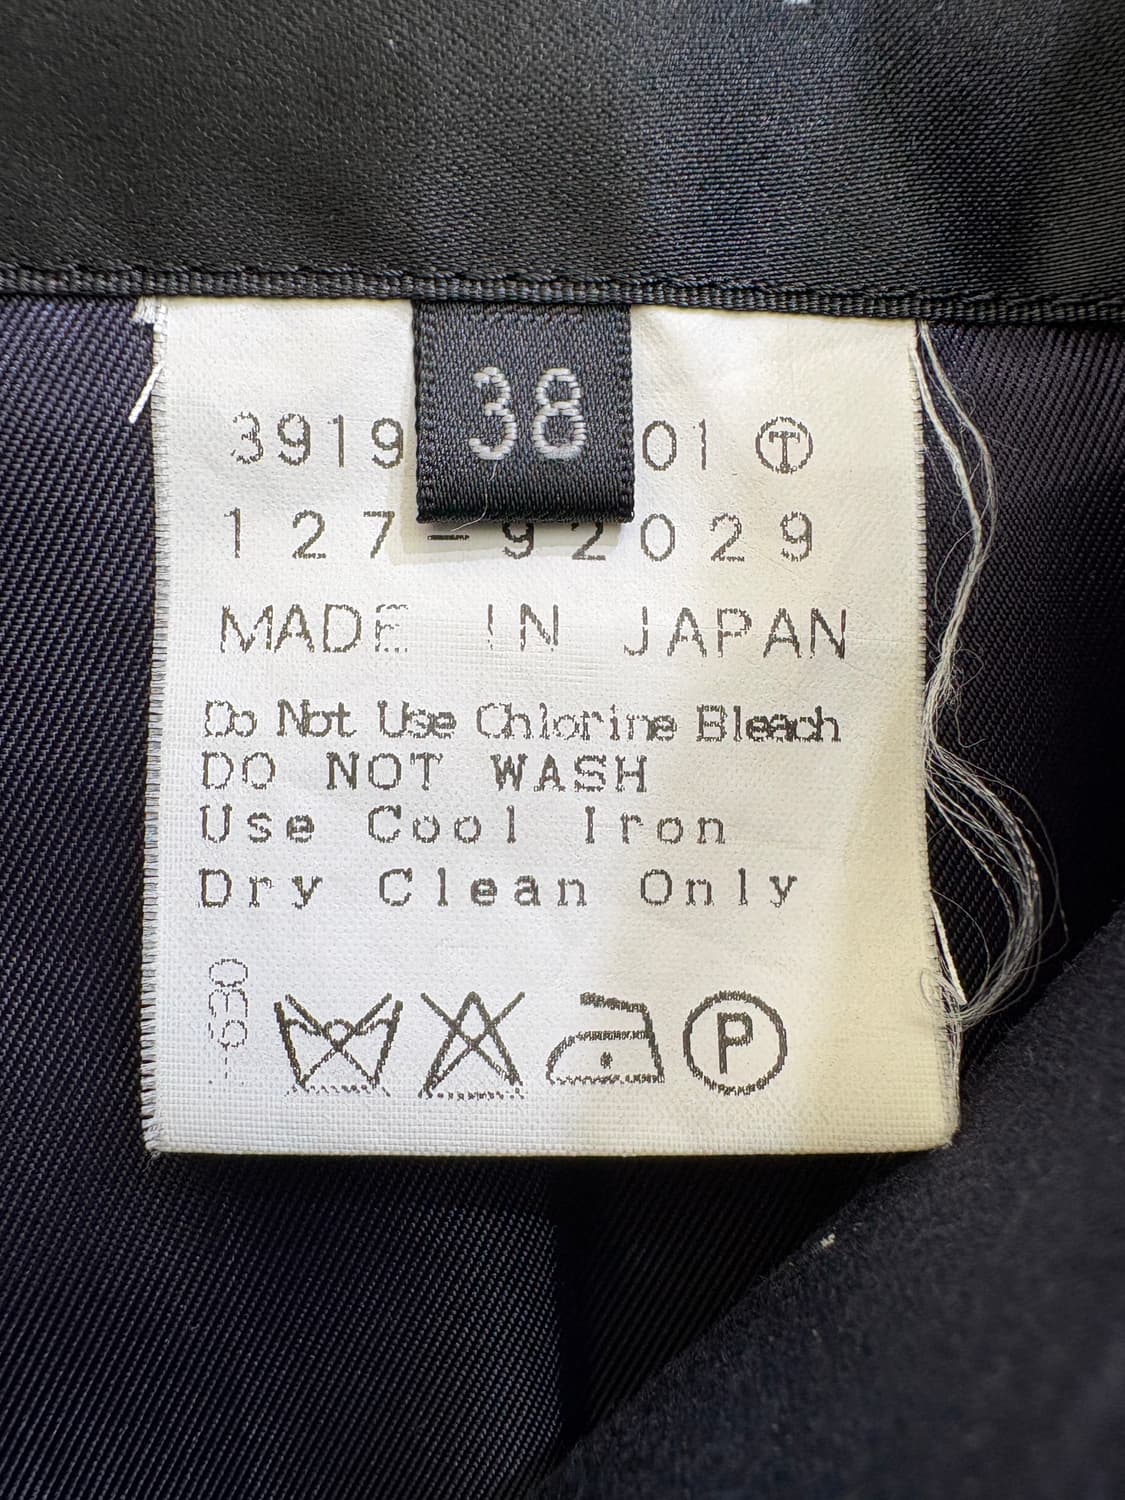 38
3919 01 Ⓣ
127-92029
MADE IN JAPAN
Do Not Use Chlorine Bleach
DO NOT WASH
Use Cool Iron
Dry Clean Only
P